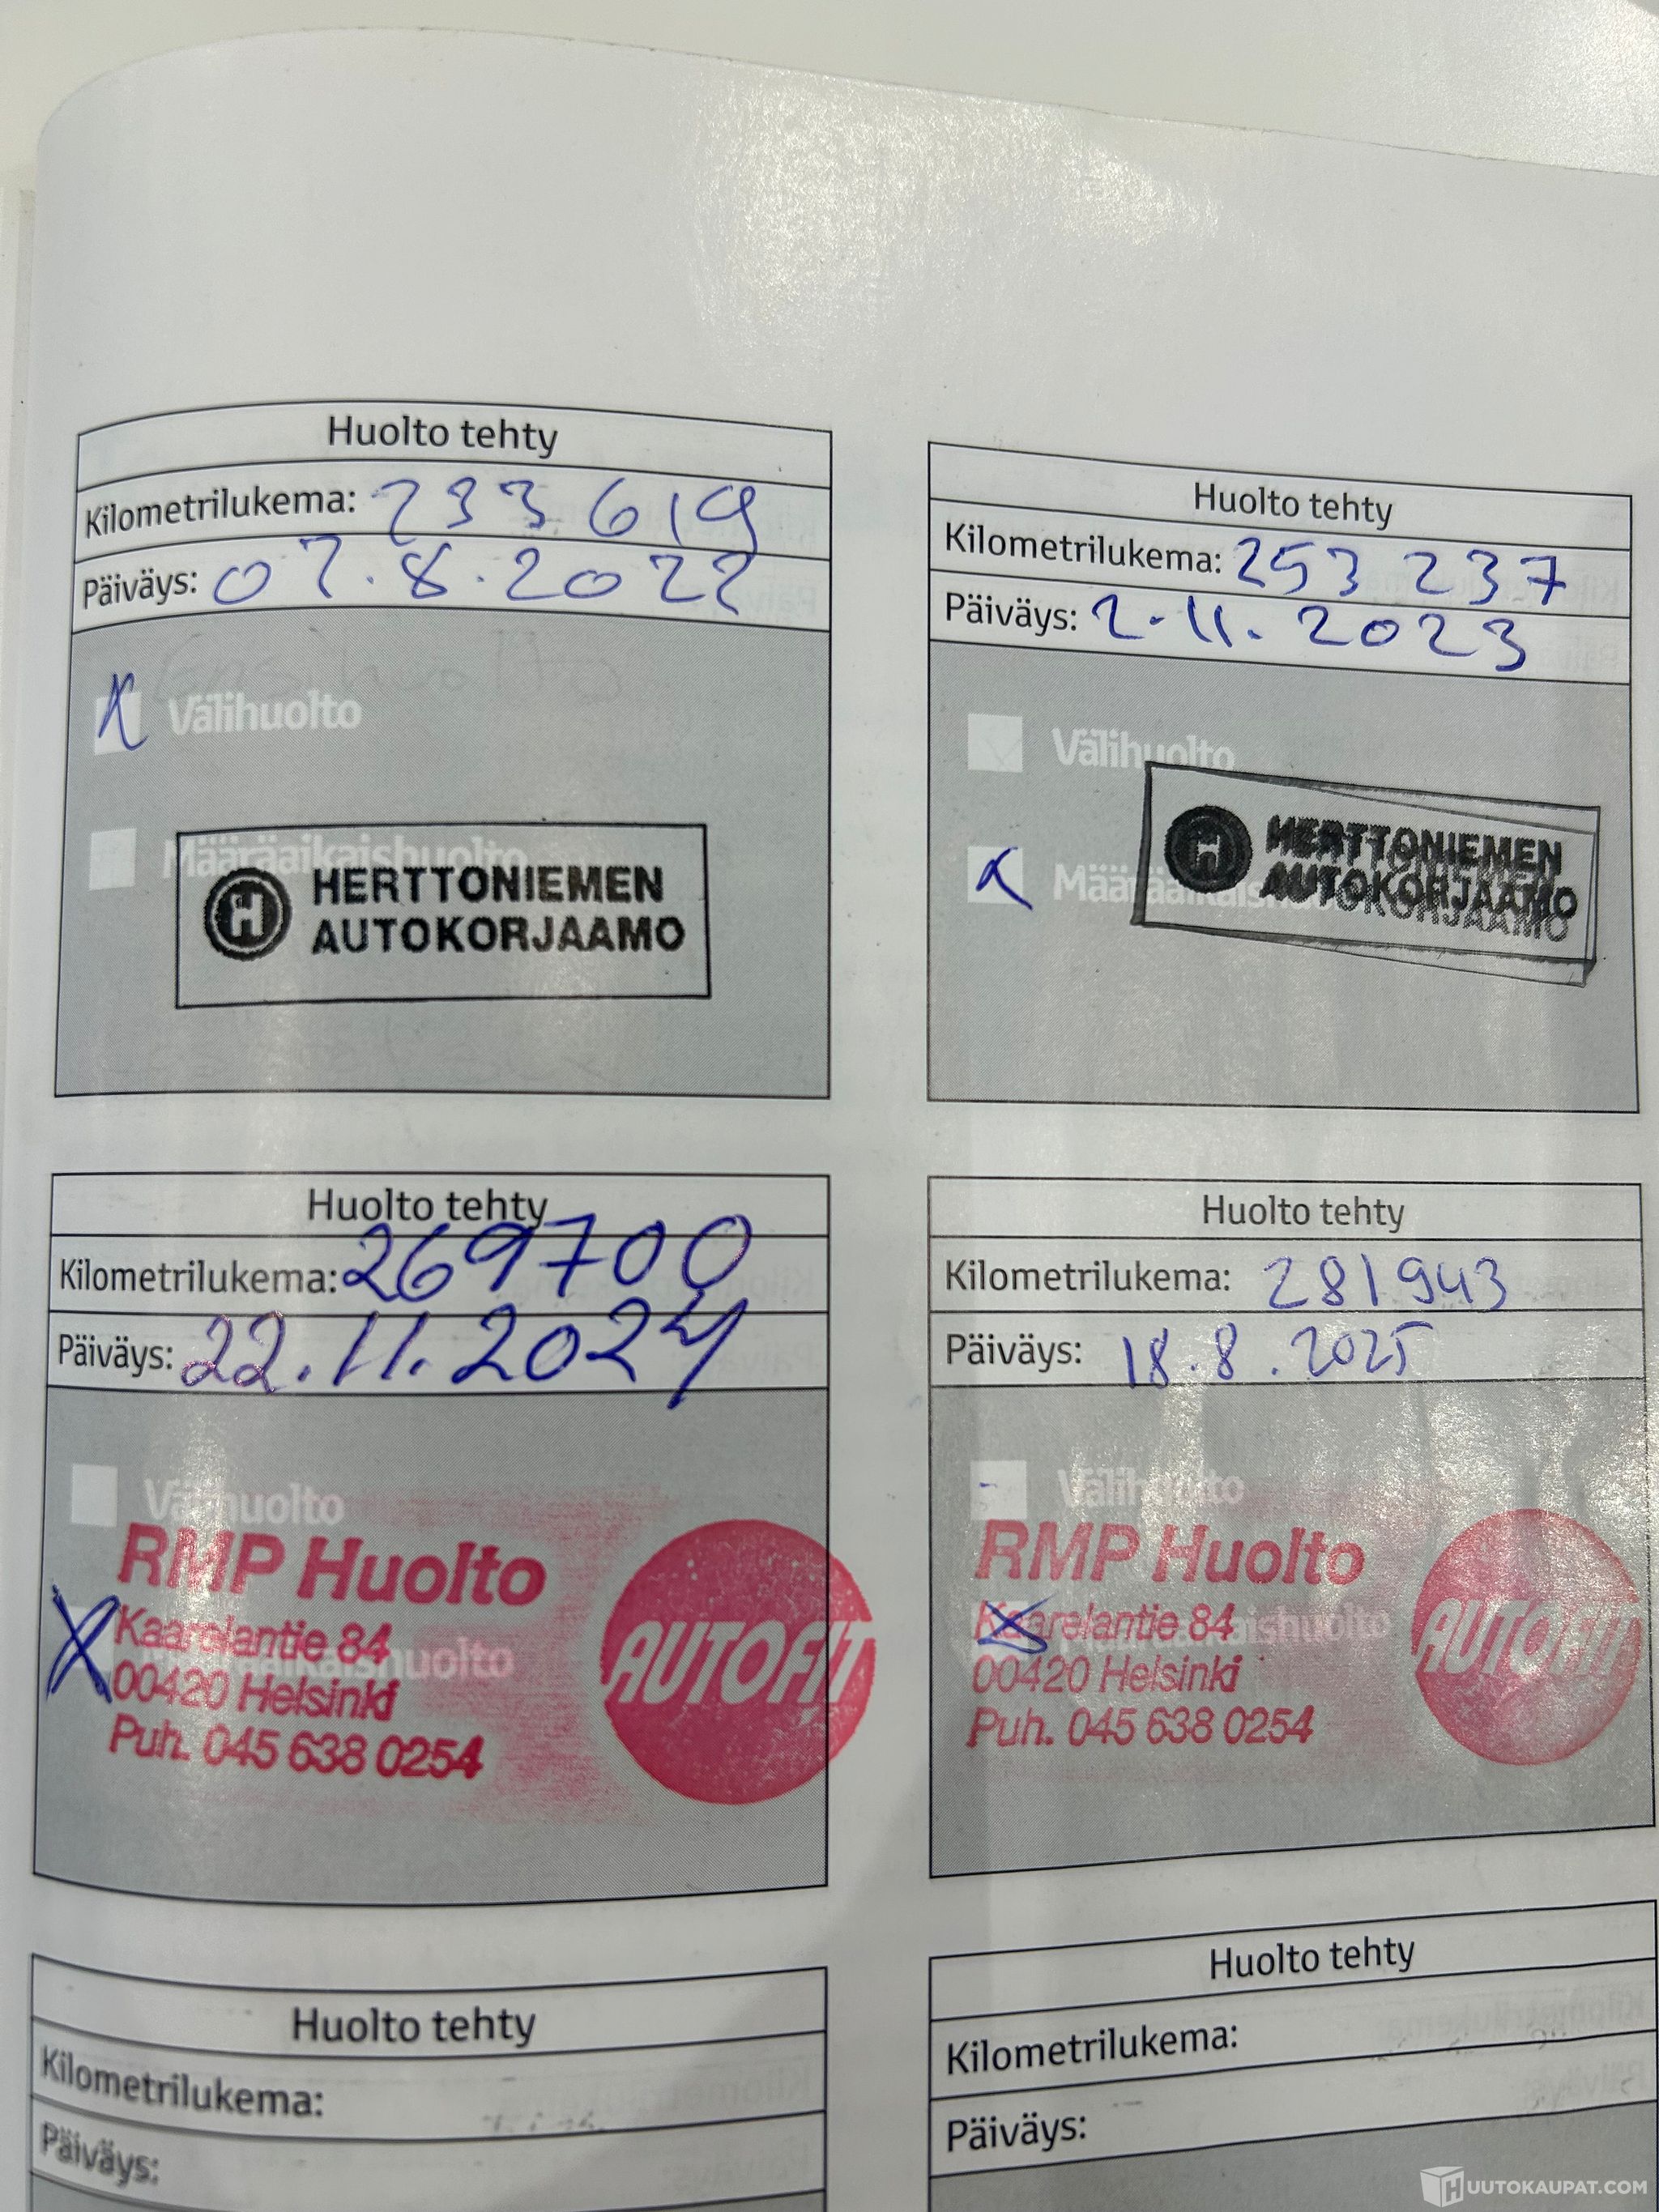 Huolto tehty
Kilometrilukema: 233 619
Päiväys: 07.8.2022
X Välihuolto
Määräaikaishuolto
H HERTTONIEMEN
AUTOKORJAAMO
Huolto tehty
Kilometrilukema: 253 237
Päiväys: 2.11.2023
Välihuolto
X Määräaikaishuolto
H HERTTONIEMEN
AUTOKORJAAMO
Huolto tehty
Kilometrilukema: 269700
Päiväys: 22.11.2024
Välihuolto
RMP Huolto
X Määräaikaishuolto
Kaarelantie 84
00420 Helsinki
Puh. 045 638 0254
AUTOFIT
Huolto tehty
Kilometrilukema: 281943
Päiväys: 18.8.2025
Välihuolto
RMP Huolto
X Määräaikaishuolto
Kaarelantie 84
00420 Helsinki
Puh. 045 638 0254
AUTOFIT
Huolto tehty
Kilometrilukema:
Päiväys:
Huolto tehty
Kilometrilukema:
Päiväys:
HUUTOKAUPAT.COM